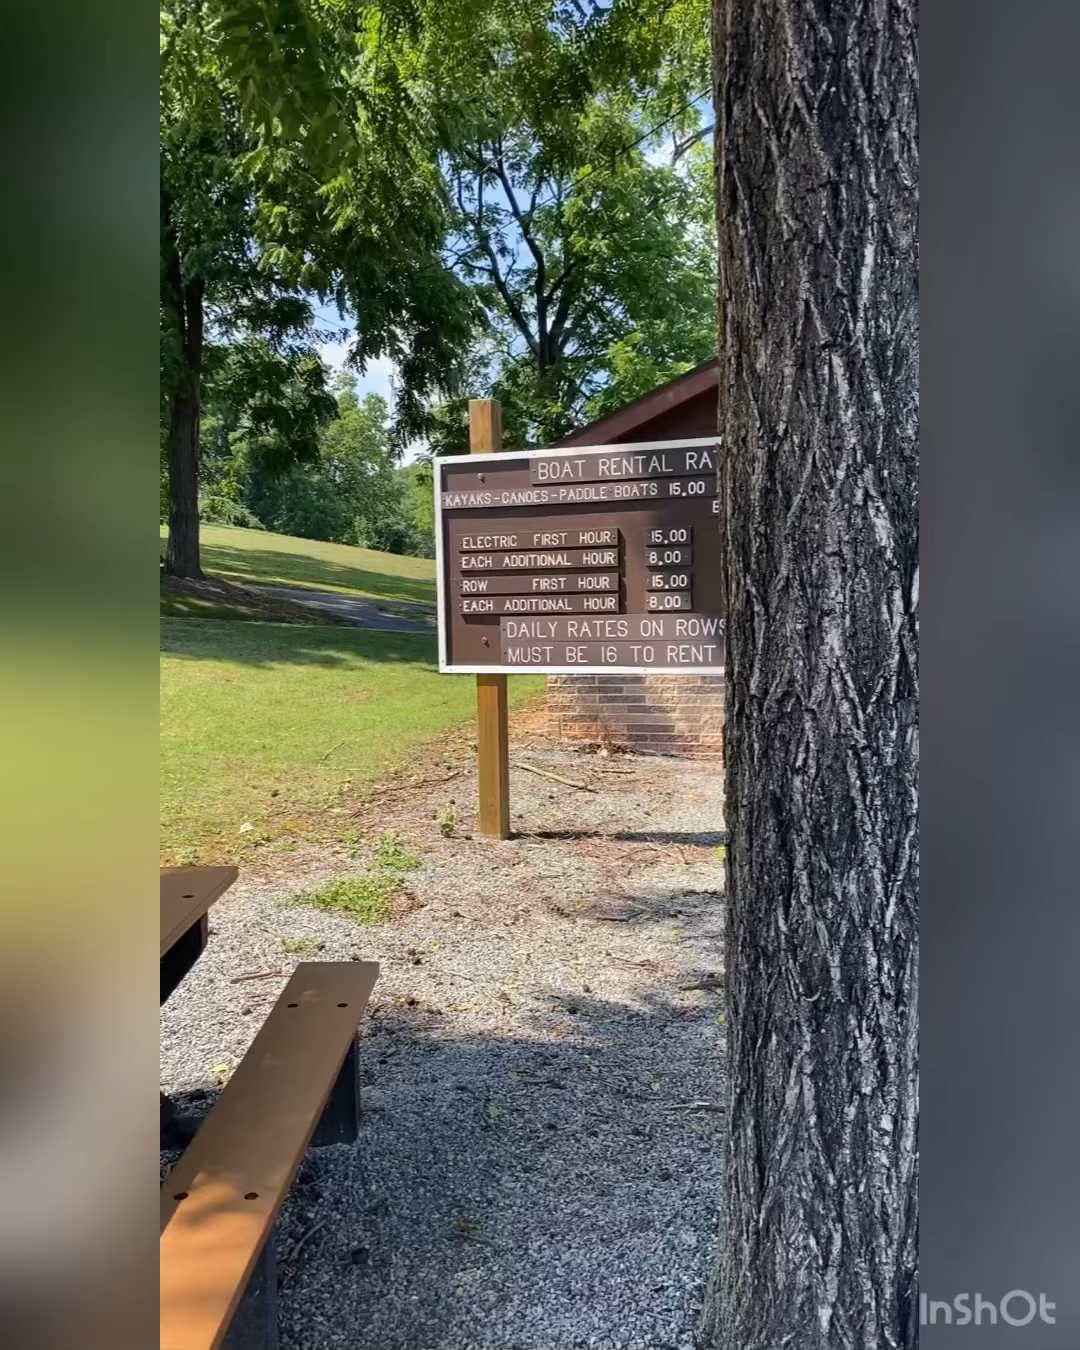 BOAT RENTAL
KAYAKS-CANOES-PADDLE BOATS 15.00
ELECTRIC FIRST HOUR 15.00
EACH ADDITIONAL HOUR 8.00
ROW FIRST HOUR 15.00
EACH ADDITIONAL HOUR 8.00
DAILY RATES ON ROWS
MUST BE 16 TO RENT
InShOt